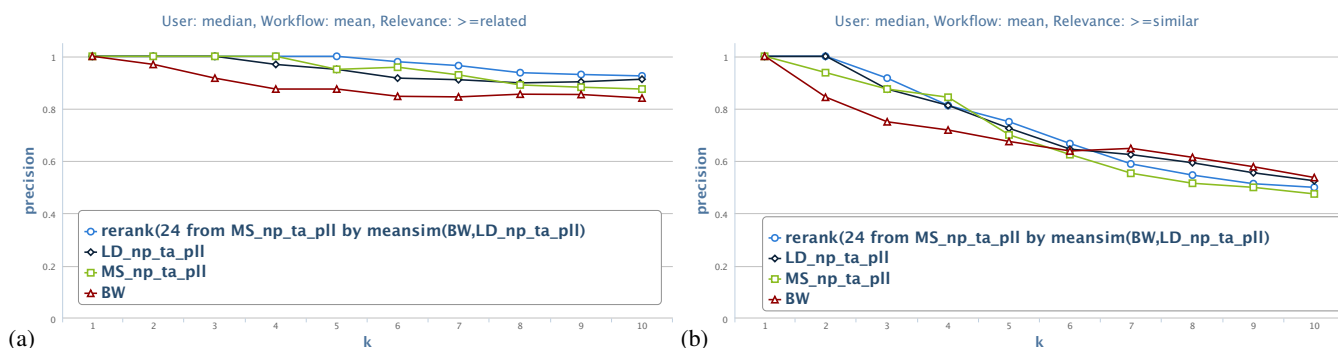 User: median, Workflow: mean, Relevance: >=related
1
0.8
0.6
0.4
0.2
0
precision
rerank(24 from MS_np_ta_pll by meansim(BW,LD_np_ta_pll)
LD_np_ta_pll
MS_np_ta_pll
BW
1 2 3 4 5 6 7 8 9 10
k
(a)
User: median, Workflow: mean, Relevance: >=similar
1
0.8
0.6
0.4
0.2
0
precision
rerank(24 from MS_np_ta_pll by meansim(BW,LD_np_ta_pll)
LD_np_ta_pll
MS_np_ta_pll
BW
1 2 3 4 5 6 7 8 9 10
k
(b)